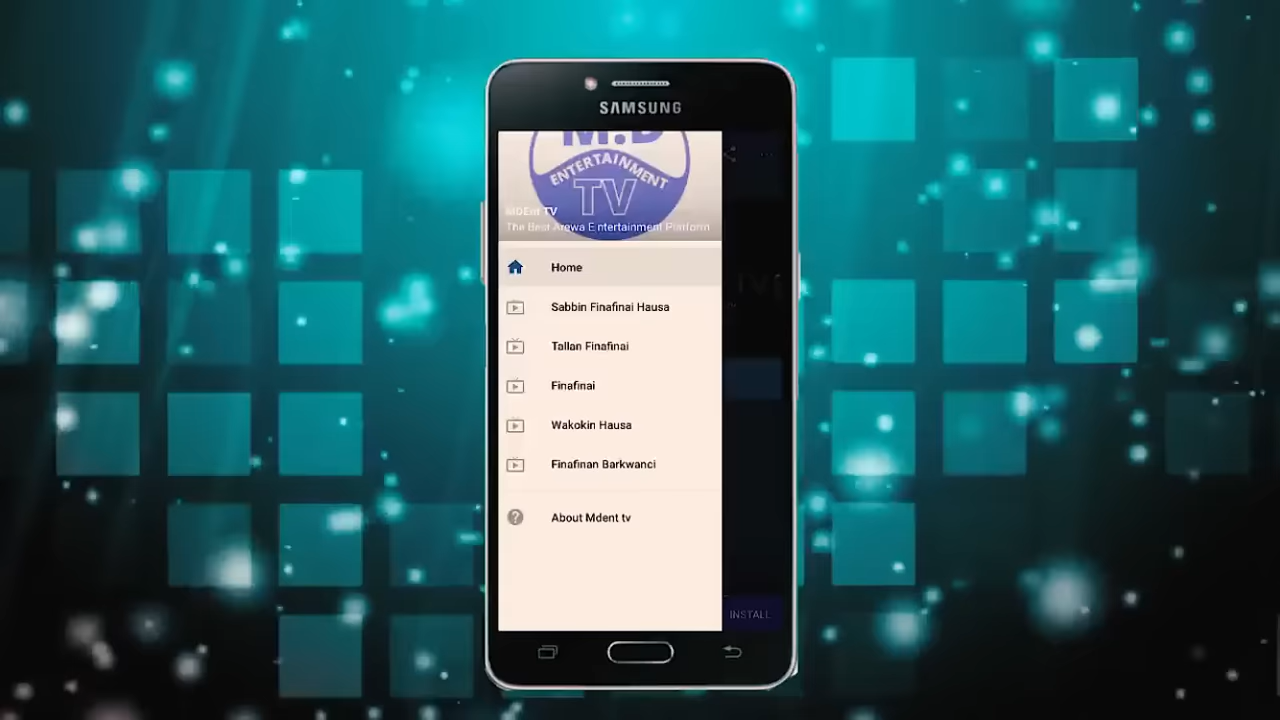 SAMSUNG
M.D
ENTERTAINMENT
TV
MDEnt TV
The Best Arewa Entertainment Platform
Home
Sabbin Finafinai Hausa
Tallan Finafinai
Finafinai
Wakokin Hausa
Finafinan Barkwanci
About Mdent tv
INSTALL